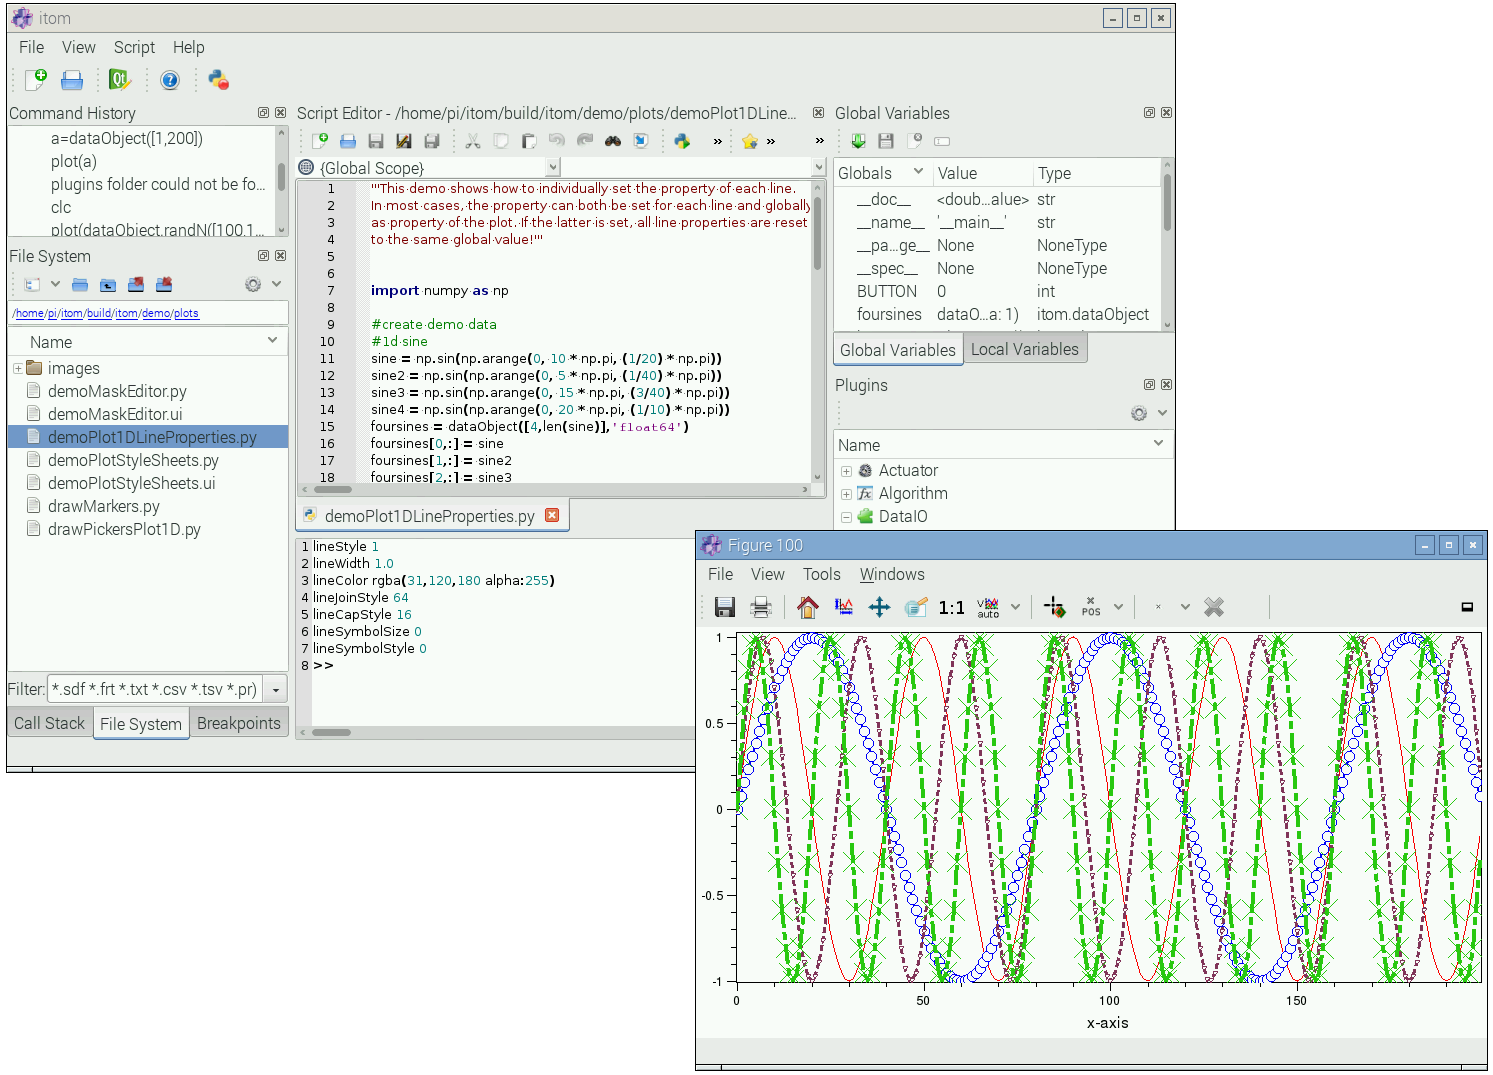 itom
File View Script Help
Command History
a=dataObject([1,200])
plot(a)
plugins folder could not be fo...
clc
plot(dataObject.randN([100,1...
File System
/home/pi/itom/build/itom/demo/plots
Name
images
demoMaskEditor.py
demoMaskEditor.ui
demoPlot1DLineProperties.py
demoPlotStyleSheets.py
demoPlotStyleSheets.ui
drawMarkers.py
drawPickersPlot1D.py
Filter: *.sdf *.frt *.txt *.csv *.tsv *.pr)
Call Stack File System Breakpoints
Script Editor - /home/pi/itom/build/itom/demo/plots/demoPlot1DLine...
» » »
{Global Scope}
1 '"This·demo·shows·how·to·individually·set·the·property·of·each·line.
2 In·most·cases,·the·property·can·both·be·set·for·each·line·and·globally
3 as·property·of·the·plot.·If·the·latter·is·set,·all·line·properties·are·reset
4 to·the·same·global·value!"'
5
6
7 import·numpy·as·np
8
9 #create·demo·data
10 #1d·sine
11 sine·=·np.sin(np.arange(0,·10·*·np.pi,·(1/20)·*·np.pi))
12 sine2·=·np.sin(np.arange(0,·5·*·np.pi,·(1/40)·*·np.pi))
13 sine3·=·np.sin(np.arange(0,·15·*·np.pi,·(3/40)·*·np.pi))
14 sine4·=·np.sin(np.arange(0,·20·*·np.pi,·(1/10)·*·np.pi))
15 foursines·=·dataObject([4,len(sine)],'float64')
16 foursines[0,:]·=·sine
17 foursines[1,:]·=·sine2
18 foursines[2,:]·=·sine3
demoPlot1DLineProperties.py
1 lineStyle 1
2 lineWidth 1.0
3 lineColor rgba(31,120,180 alpha:255)
4 lineJoinStyle 64
5 lineCapStyle 16
6 lineSymbolSize 0
7 lineSymbolStyle 0
8 >>
Global Variables
Globals Value Type
__doc__ <doub...alue> str
__name__ '__main__' str
__pa...ge__ None NoneType
__spec__ None NoneType
BUTTON 0 int
foursines dataO...a: 1) itom.dataObject
Global Variables Local Variables
Plugins
Name
Actuator
Algorithm
DataIO
Figure 100
File View Tools Windows
1:1 auto POS
1
0.5
0
-0.5
-1
0 50 100 150
x-axis